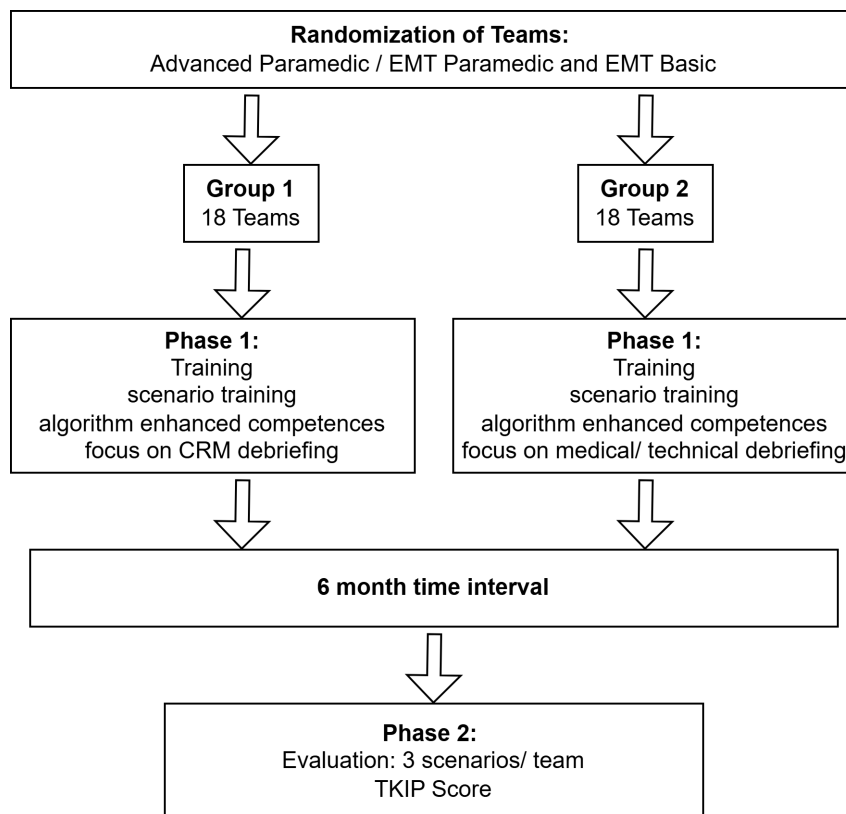 Randomization of Teams:
Advanced Paramedic / EMT Paramedic and EMT Basic
Group 1
18 Teams
Group 2
18 Teams
Phase 1:
Training
scenario training
algorithm enhanced competences
focus on CRM debriefing
Phase 1:
Training
scenario training
algorithm enhanced competences
focus on medical/ technical debriefing
6 month time interval
Phase 2:
Evaluation: 3 scenarios/ team
TKIP Score